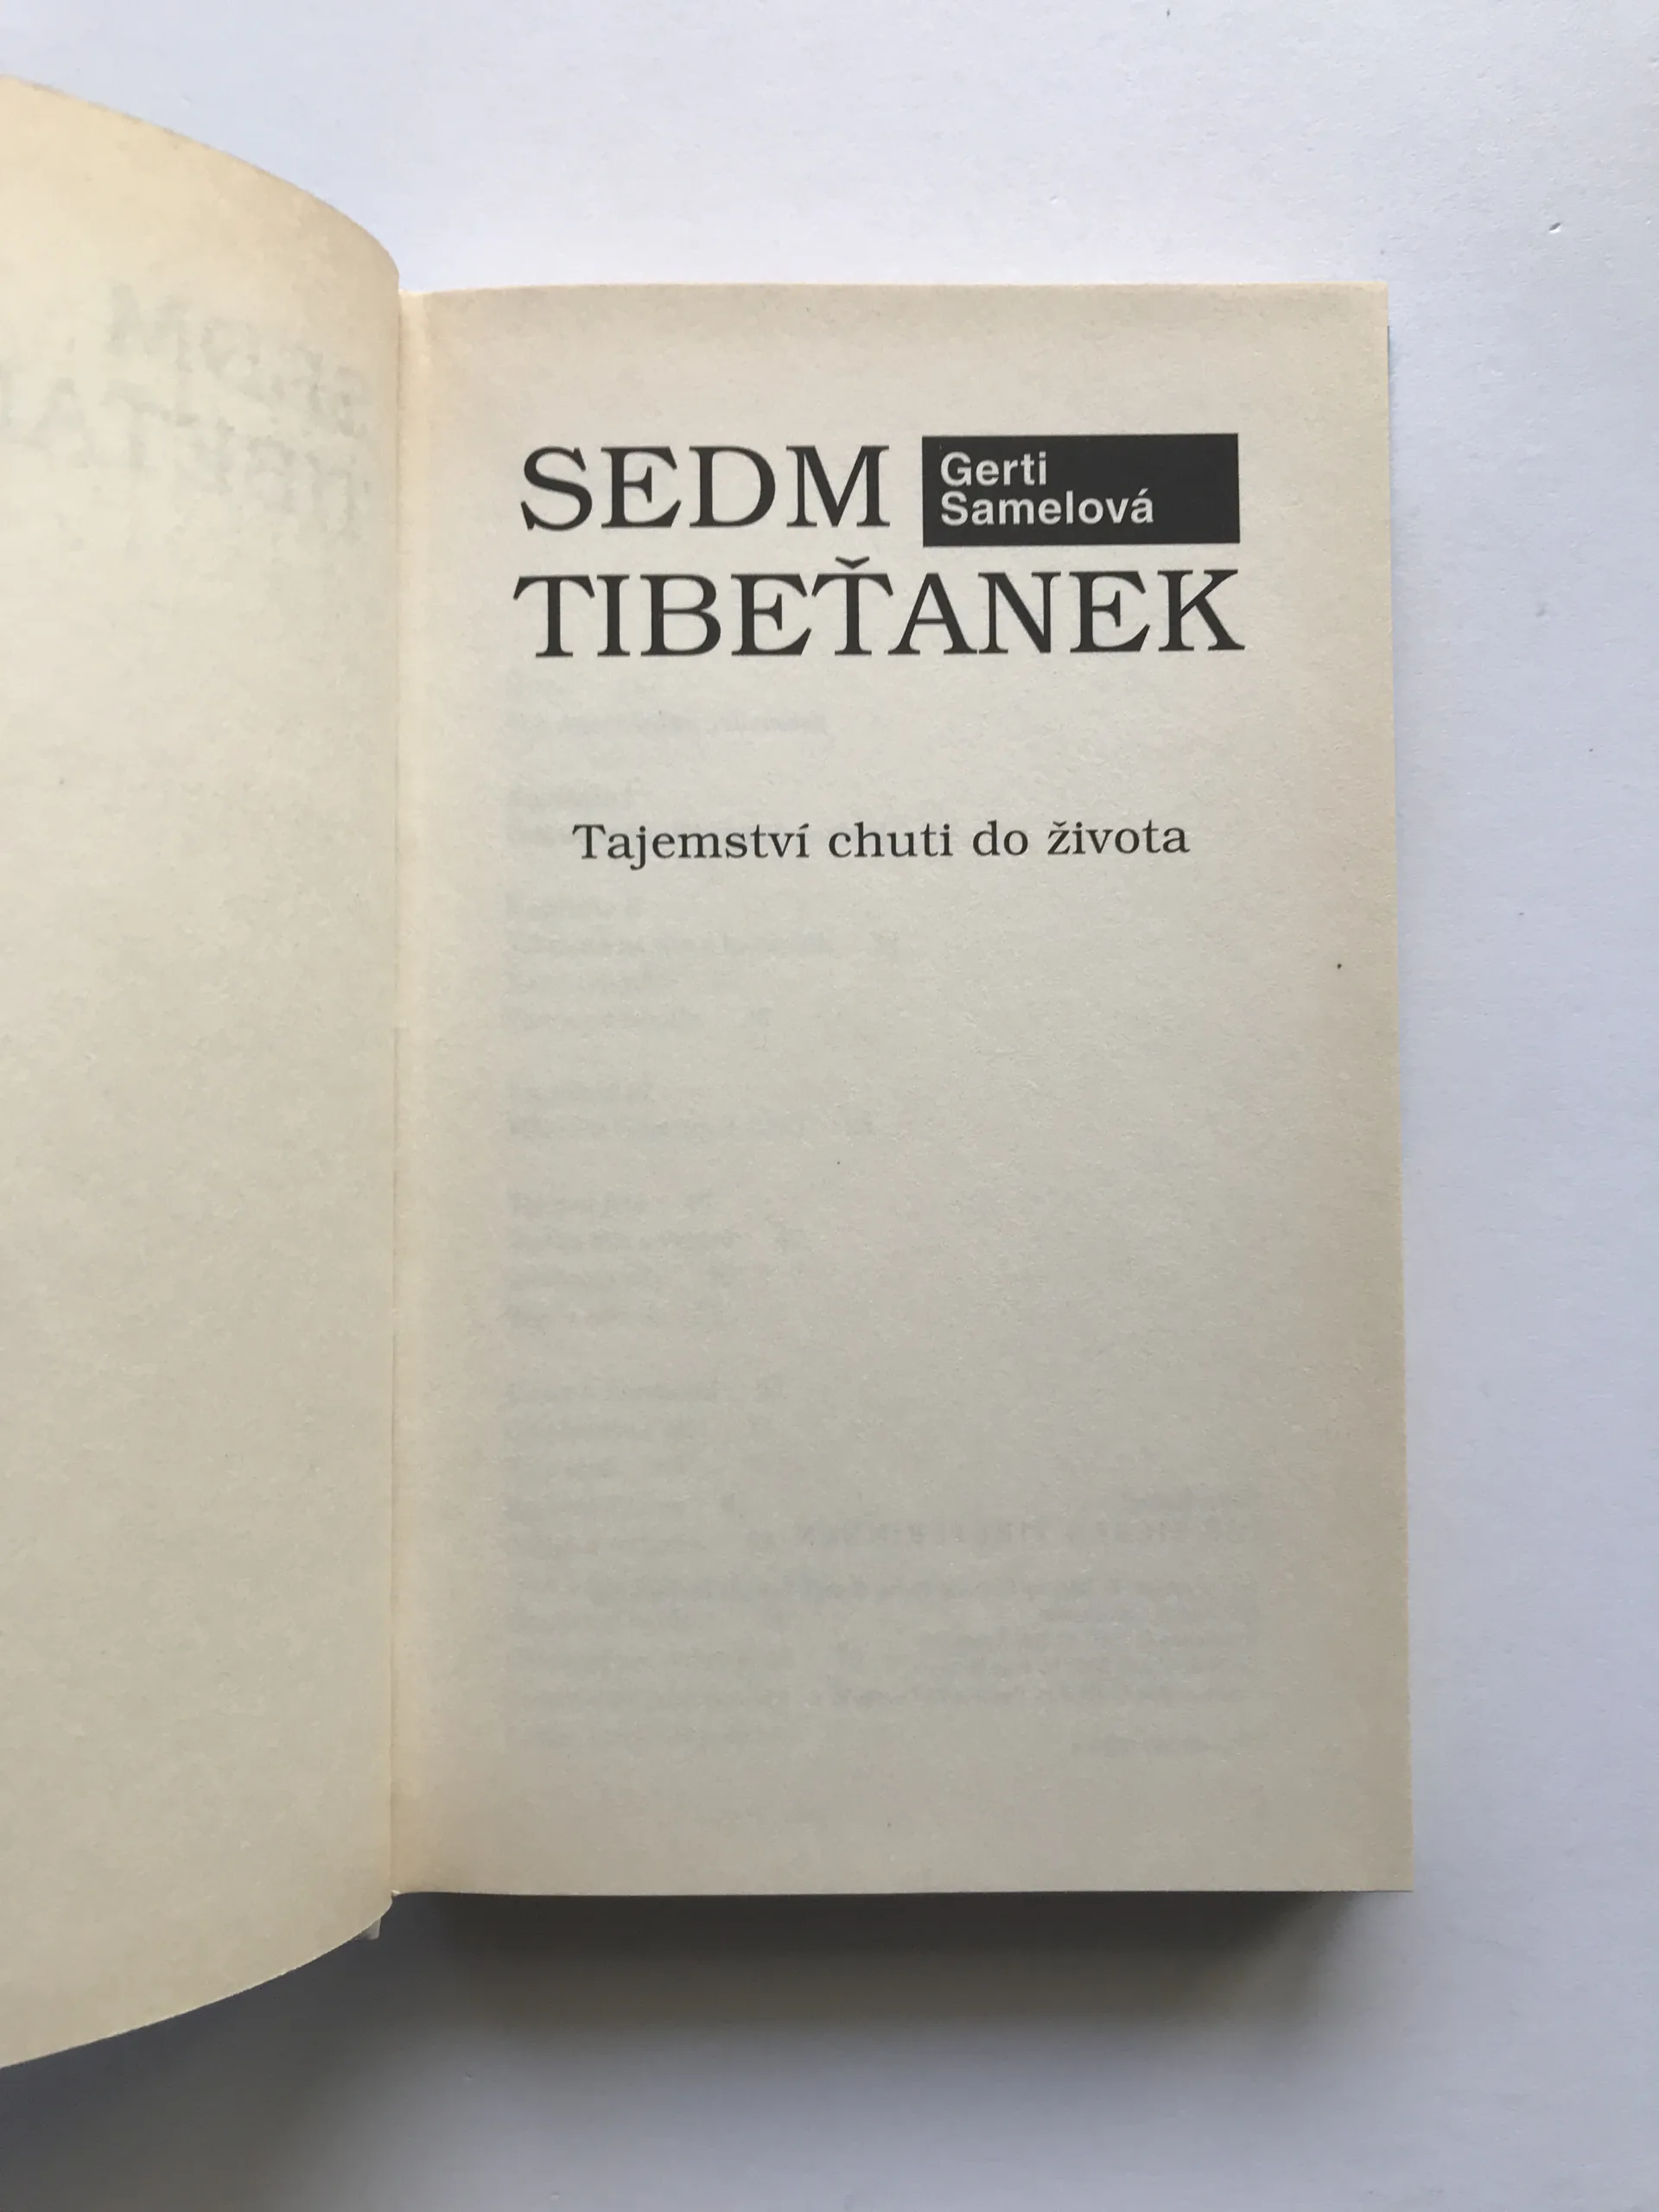 SEDM
Gerti
Samelová
TIBEŤANEK
Tajemství chuti do života